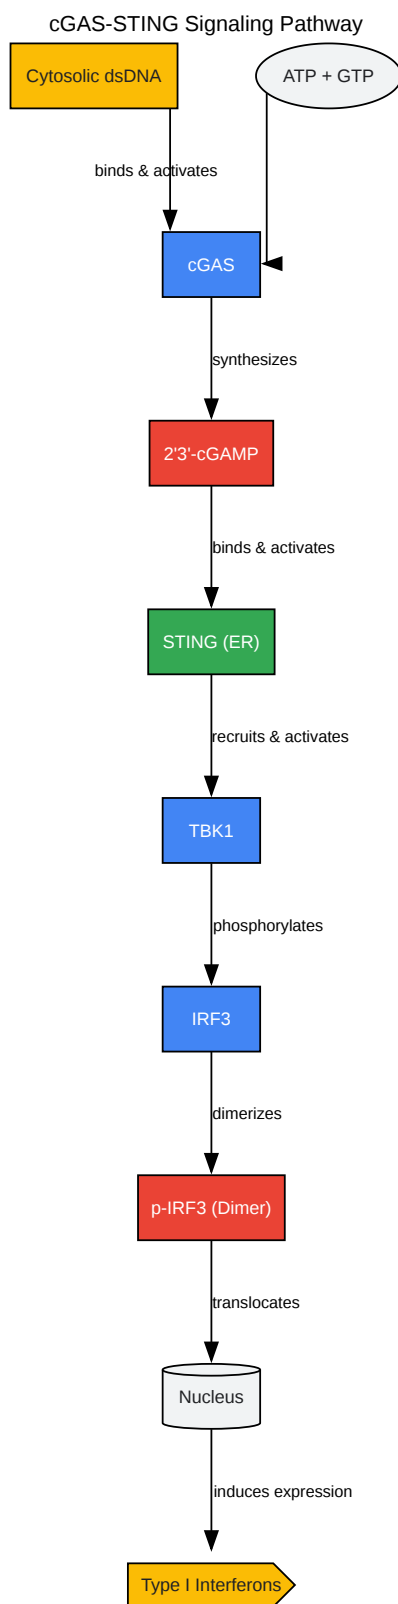 cGAS-STING Signaling Pathway
Cytosolic dsDNA
ATP + GTP
binds & activates
cGAS
synthesizes
2'3'-cGAMP
binds & activates
STING (ER)
recruits & activates
TBK1
phosphorylates
IRF3
dimerizes
p-IRF3 (Dimer)
translocates
Nucleus
induces expression
Type I Interferons